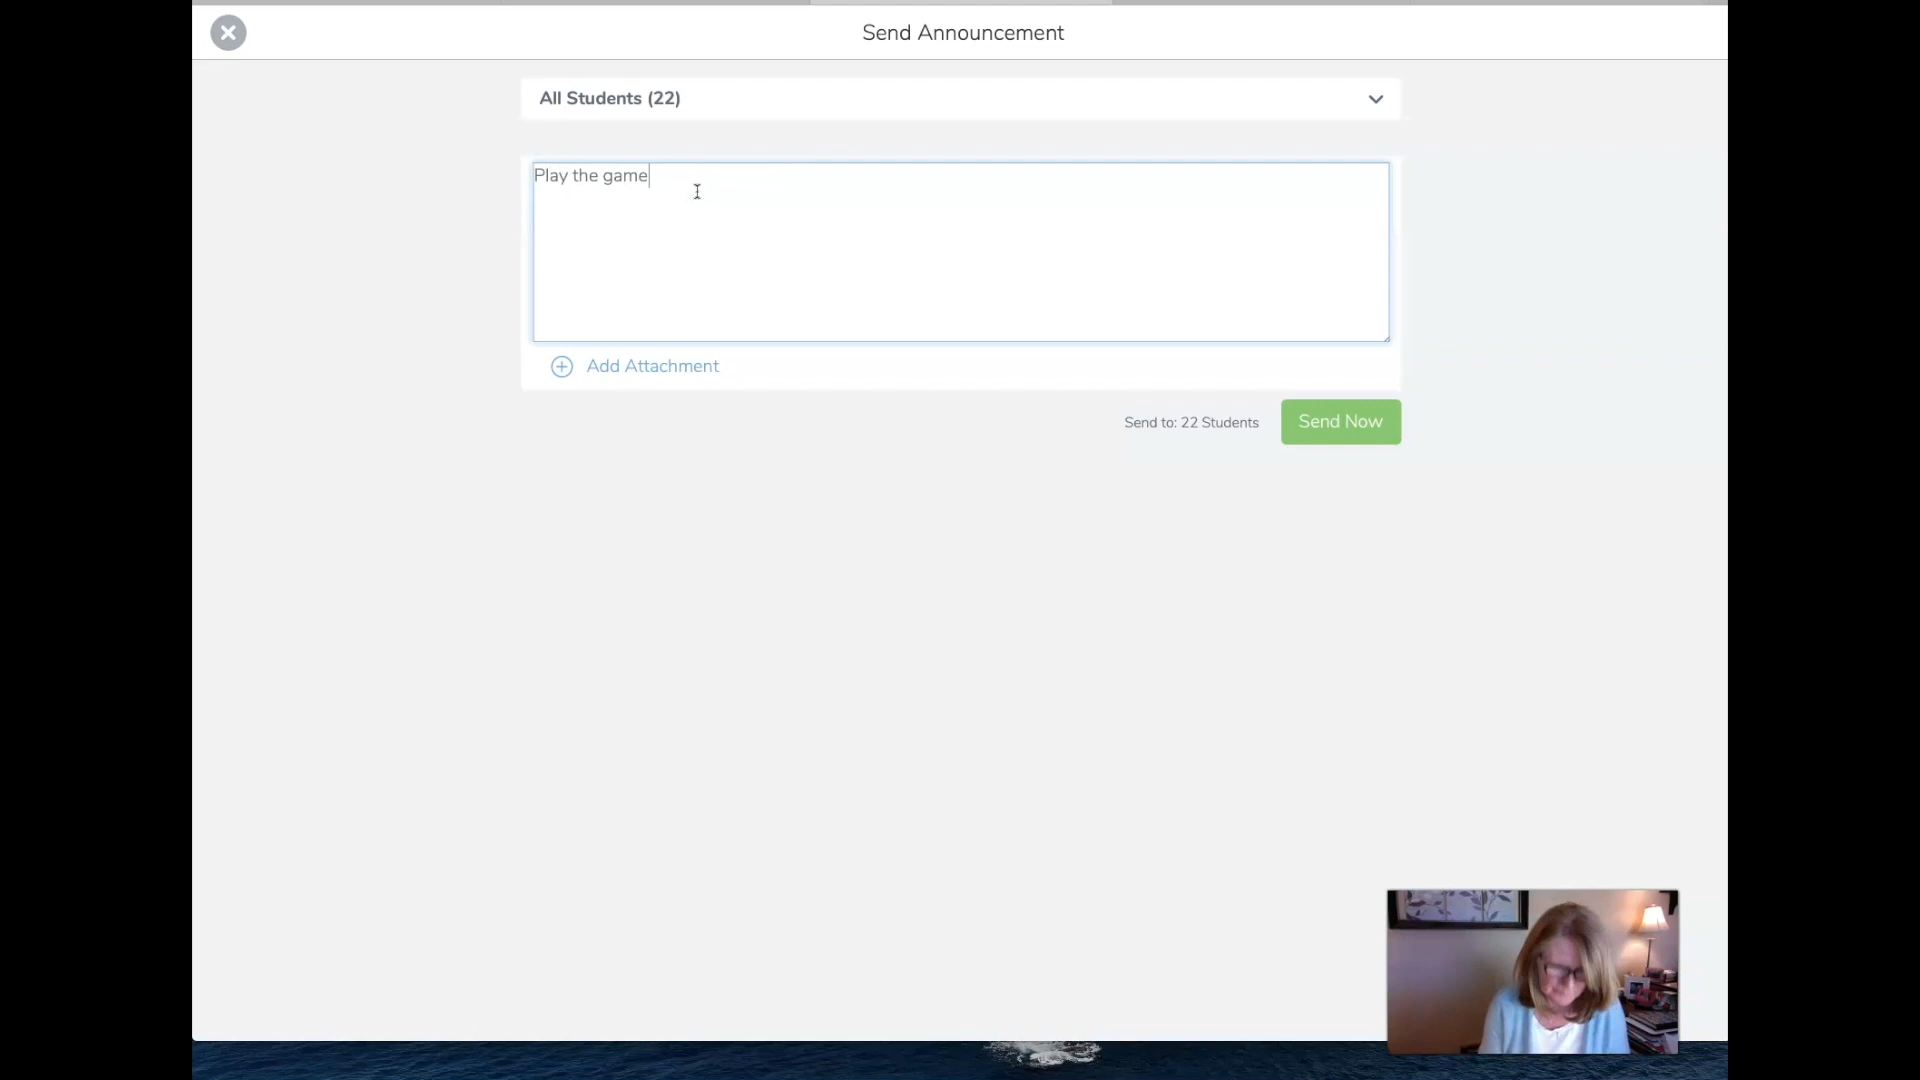 Send Announcement
All Students (22)
Play the game
Add Attachment
Send to: 22 Students
Send Now